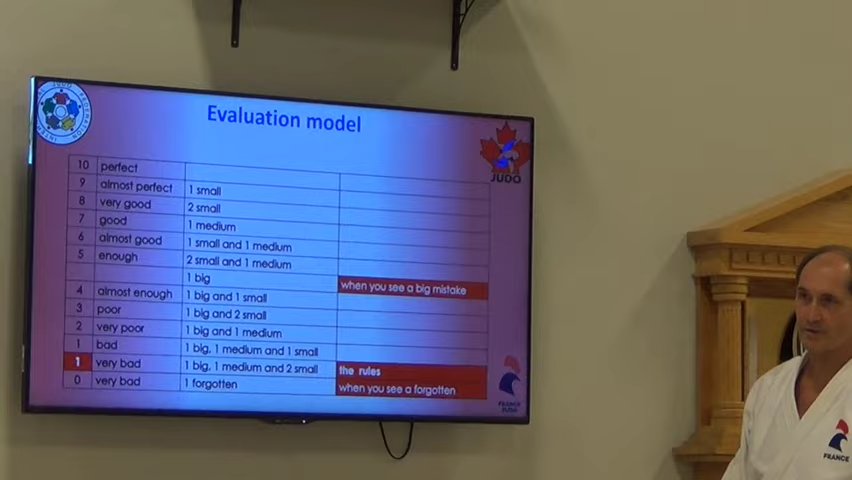 Evaluation model
JUDO
10 perfect
9 almost perfect 1 small
8 very good 2 small
7 good 1 medium
6 almost good 1 small and 1 medium
5 enough 2 small and 1 medium
1 big when you see a big mistake
4 almost enough 1 big and 1 small
3 poor 1 big and 2 small
2 very poor 1 big and 1 medium
1 bad 1 big, 1 medium and 1 small
1 very bad 1 big, 1 medium and 2 small the rules
0 very bad 1 forgotten when you see a forgotten
FRANCE
JUDO
FRANCE